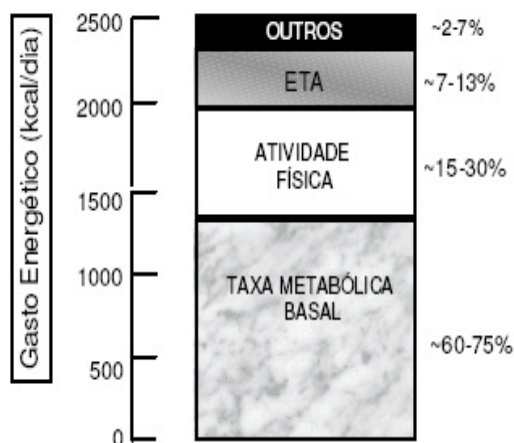 Gasto Energético (kcal/dia)
2500
2000
1500
1000
500
0
OUTROS
~2-7%
ETA
~7-13%
ATIVIDADE
FÍSICA
~15-30%
TAXA METABÓLICA
BASAL
~60-75%